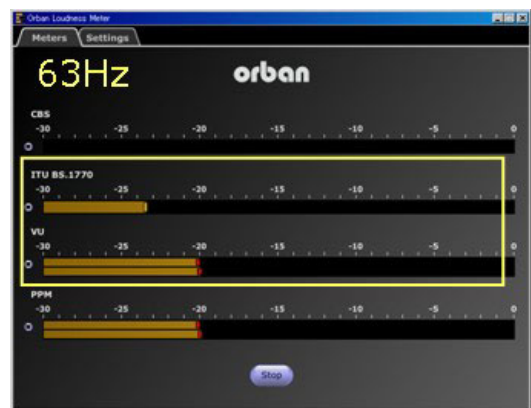 Orban Loudness Meter
Meters Settings
63Hz orban
CBS
-30 -25 -20 -15 -10 -5 0
ITU BS.1770
-30 -25 -20 -15 -10 -5 0
VU
-30 -25 -20 -15 -10 -5 0
PPM
-30 -25 -20 -15 -10 -5 0
Stop